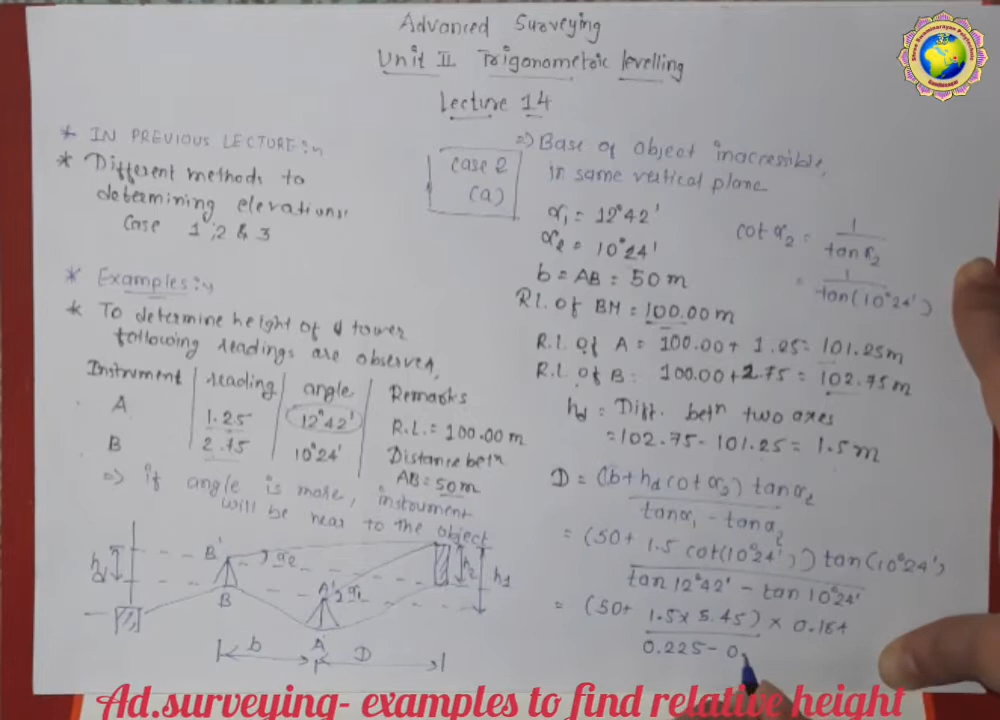 Advanced Surveying
Unit II Trigonometric levelling
Lecture 14
* IN PREVIOUS LECTURE:-
* Different methods to
determining elevations.
Case 1, 2 & 3
* Examples:-
* To determine height of a tower
following readings are observed,
Instrument reading angle Remarks
A 1.25 12°42' R.L.= 100.00 m
B 2.75 10°24' Distance betn
AB = 50m
=> if angle is more, instrument
will be near to the object
hd B' α2 h2 h1
B A' α1
A
b D
Case 2
(a)
=> Base of object inaccessible,
in same vertical plane
α1 = 12°42'
α2 = 10°24'
b = AB = 50 m
R.L. of BM = 100.00 m
cot α2 = 1/tan α2
= 1/tan(10°24')
R.L. of A = 100.00 + 1.25 = 101.25m
R.L. of B = 100.00 + 2.75 = 102.75 m
hd = Diff. betn two axes
= 102.75 - 101.25 = 1.5 m
D = (b + hd cot α2) tan α2
tan α1 - tan α2
= (50 + 1.5 cot(10°24')) tan(10°24')
tan 12°42' - tan 10°24'
= (50 + 1.5 x 5.45) x 0.184
0.225 - 0.
Shree Swaminarayan Polytechnic
Gandhinagar
Ad.surveying- examples to find relative height